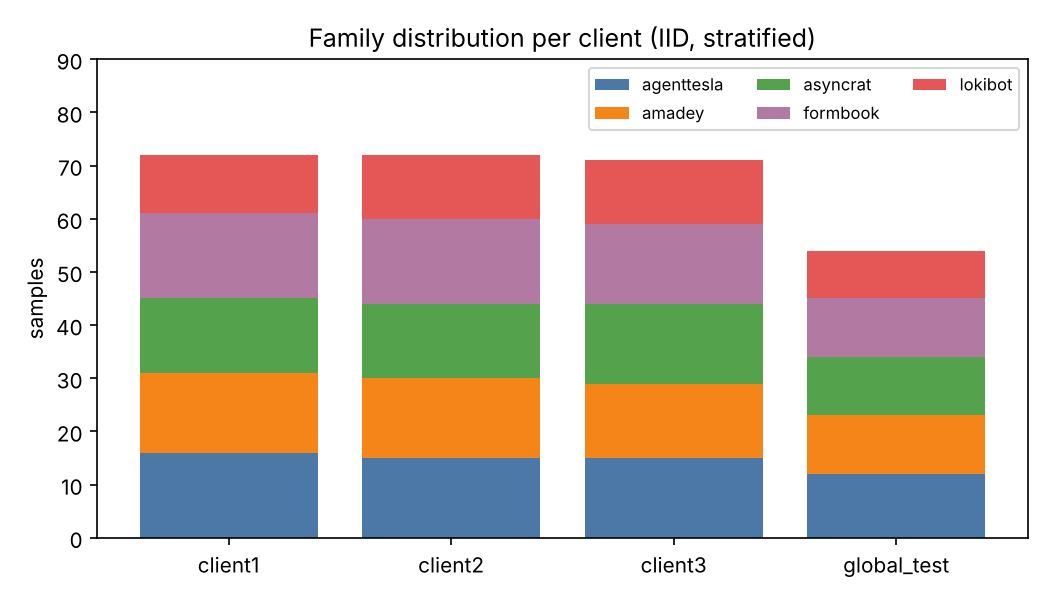 Family distribution per client (IID, stratified)
90
80
70
60
50
40
30
20
10
0
samples
agenttesla
amadey
asyncrat
formbook
lokibot
client1
client2
client3
global_test